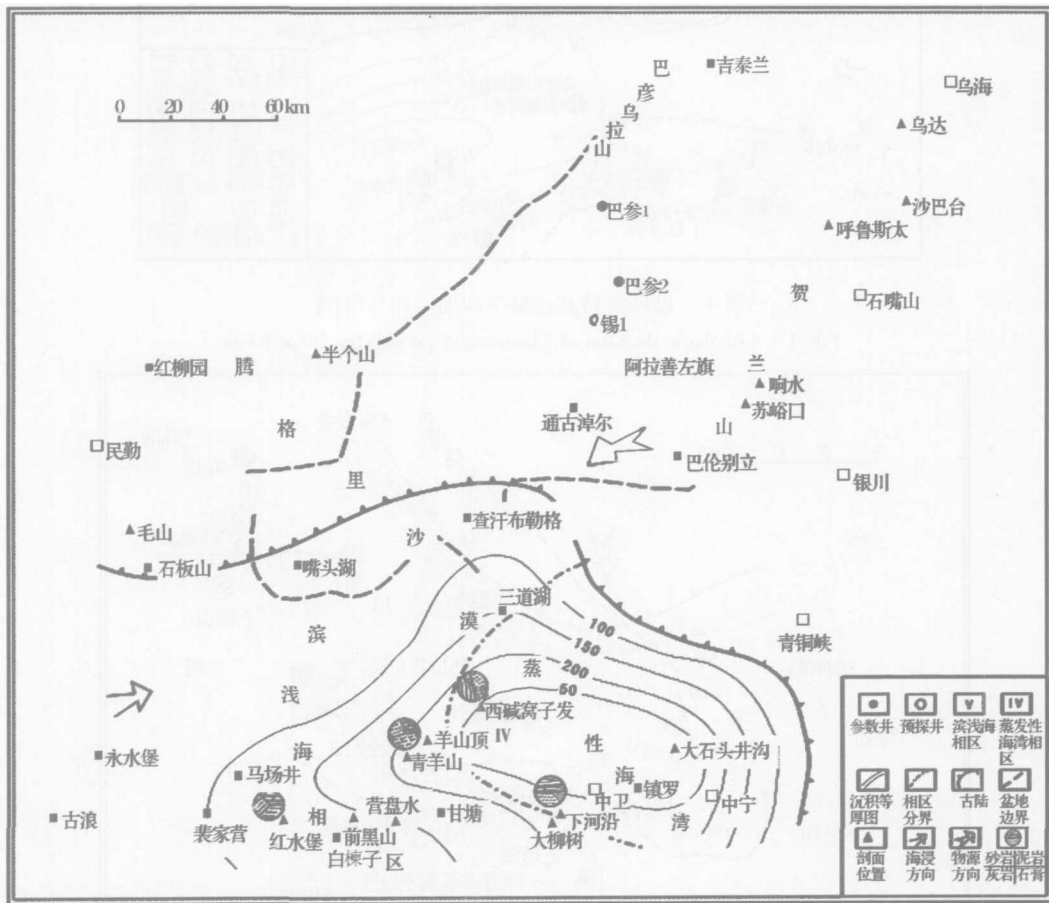 吉泰兰
乌海
巴彦乌拉山
0 20 40 60km
乌达
巴参1
沙巴台
呼鲁斯太
巴参2
石嘴山
贺兰山
锡1
半个山
红柳园
阿拉善左旗
响水
苏峪口
通古淖尔
腾格里沙漠
民勤
巴伦别立
银川
查汗布勒格
毛山
石板山
嘴头湖
三道湖
青铜峡
100
150
200
50
滨浅海相区
蒸性海湾
西碱窝子发
羊山顶
IV
青羊山
大石头井沟
永水堡
马场井
镇罗
中卫
中宁
古浪
裴家营
营盘水
甘塘
下河沿
红水堡
前黑山
大柳树
白楝子
参数井
预探井
滨浅海相区
IV
蒸发性海湾相区
沉积等厚图
相区分界
古陆
盆地边界
剖面位置
海浸方向
物源方向
砂岩 泥岩
灰岩 石膏